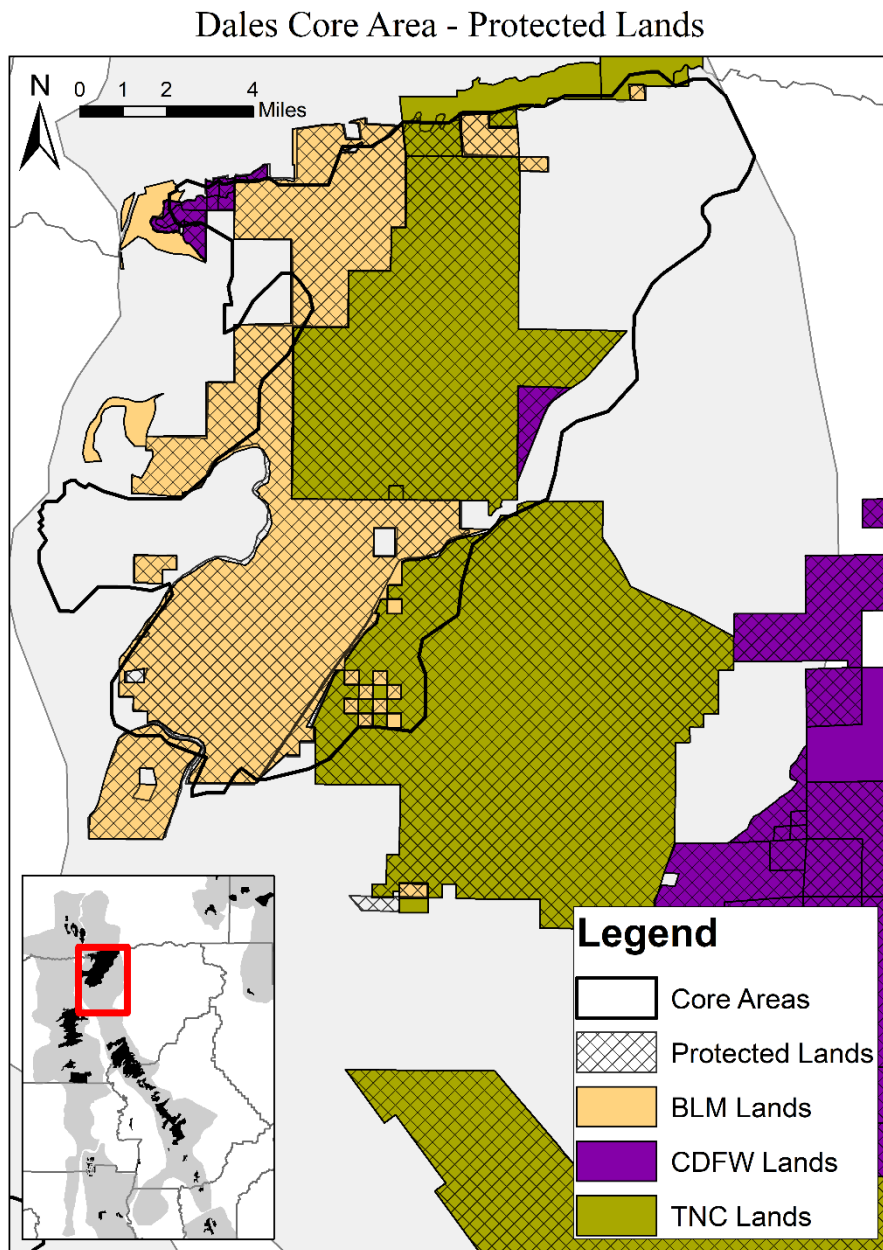 Dales Core Area - Protected Lands
N
0 1 2 4
Miles
Legend
Core Areas
Protected Lands
BLM Lands
CDFW Lands
TNC Lands